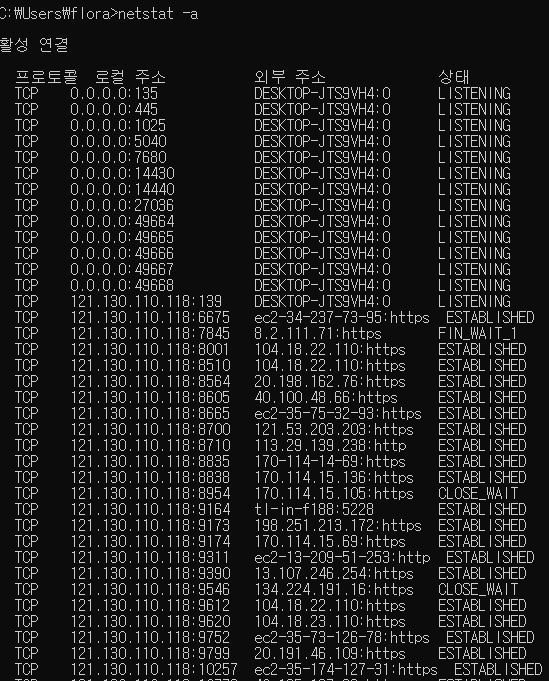 C:₩Users₩flora>netstat -a
활성 연결
프로토콜 로컬 주소 외부 주소 상태
TCP 0.0.0.0:135 DESKTOP-JTS9VH4:0 LISTENING
TCP 0.0.0.0:445 DESKTOP-JTS9VH4:0 LISTENING
TCP 0.0.0.0:1025 DESKTOP-JTS9VH4:0 LISTENING
TCP 0.0.0.0:5040 DESKTOP-JTS9VH4:0 LISTENING
TCP 0.0.0.0:7680 DESKTOP-JTS9VH4:0 LISTENING
TCP 0.0.0.0:14430 DESKTOP-JTS9VH4:0 LISTENING
TCP 0.0.0.0:14440 DESKTOP-JTS9VH4:0 LISTENING
TCP 0.0.0.0:27036 DESKTOP-JTS9VH4:0 LISTENING
TCP 0.0.0.0:49664 DESKTOP-JTS9VH4:0 LISTENING
TCP 0.0.0.0:49665 DESKTOP-JTS9VH4:0 LISTENING
TCP 0.0.0.0:49666 DESKTOP-JTS9VH4:0 LISTENING
TCP 0.0.0.0:49667 DESKTOP-JTS9VH4:0 LISTENING
TCP 0.0.0.0:49668 DESKTOP-JTS9VH4:0 LISTENING
TCP 121.130.110.118:139 DESKTOP-JTS9VH4:0 LISTENING
TCP 121.130.110.118:6675 ec2-34-237-73-95:https ESTABLISHED
TCP 121.130.110.118:7845 8.2.111.71:https FIN_WAIT_1
TCP 121.130.110.118:8001 104.18.22.110:https ESTABLISHED
TCP 121.130.110.118:8510 104.18.22.110:https ESTABLISHED
TCP 121.130.110.118:8564 20.198.162.76:https ESTABLISHED
TCP 121.130.110.118:8605 40.100.48.66:https ESTABLISHED
TCP 121.130.110.118:8665 ec2-35-75-32-93:https ESTABLISHED
TCP 121.130.110.118:8700 121.53.203.203:https ESTABLISHED
TCP 121.130.110.118:8710 113.29.139.238:http ESTABLISHED
TCP 121.130.110.118:8835 170-114-14-69:https ESTABLISHED
TCP 121.130.110.118:8838 170.114.15.136:https ESTABLISHED
TCP 121.130.110.118:8954 170.114.15.105:https CLOSE_WAIT
TCP 121.130.110.118:9164 tl-in-f188:5228 ESTABLISHED
TCP 121.130.110.118:9173 198.251.213.172:https ESTABLISHED
TCP 121.130.110.118:9174 170.114.15.69:https ESTABLISHED
TCP 121.130.110.118:9311 ec2-13-209-51-253:http ESTABLISHED
TCP 121.130.110.118:9390 13.107.246.254:https ESTABLISHED
TCP 121.130.110.118:9546 134.224.191.16:https CLOSE_WAIT
TCP 121.130.110.118:9612 104.18.22.110:https ESTABLISHED
TCP 121.130.110.118:9620 104.18.23.110:https ESTABLISHED
TCP 121.130.110.118:9752 ec2-35-73-126-78:https ESTABLISHED
TCP 121.130.110.118:9799 20.191.46.109:https ESTABLISHED
TCP 121.130.110.118:10257 ec2-35-174-127-31:https ESTABLISHED